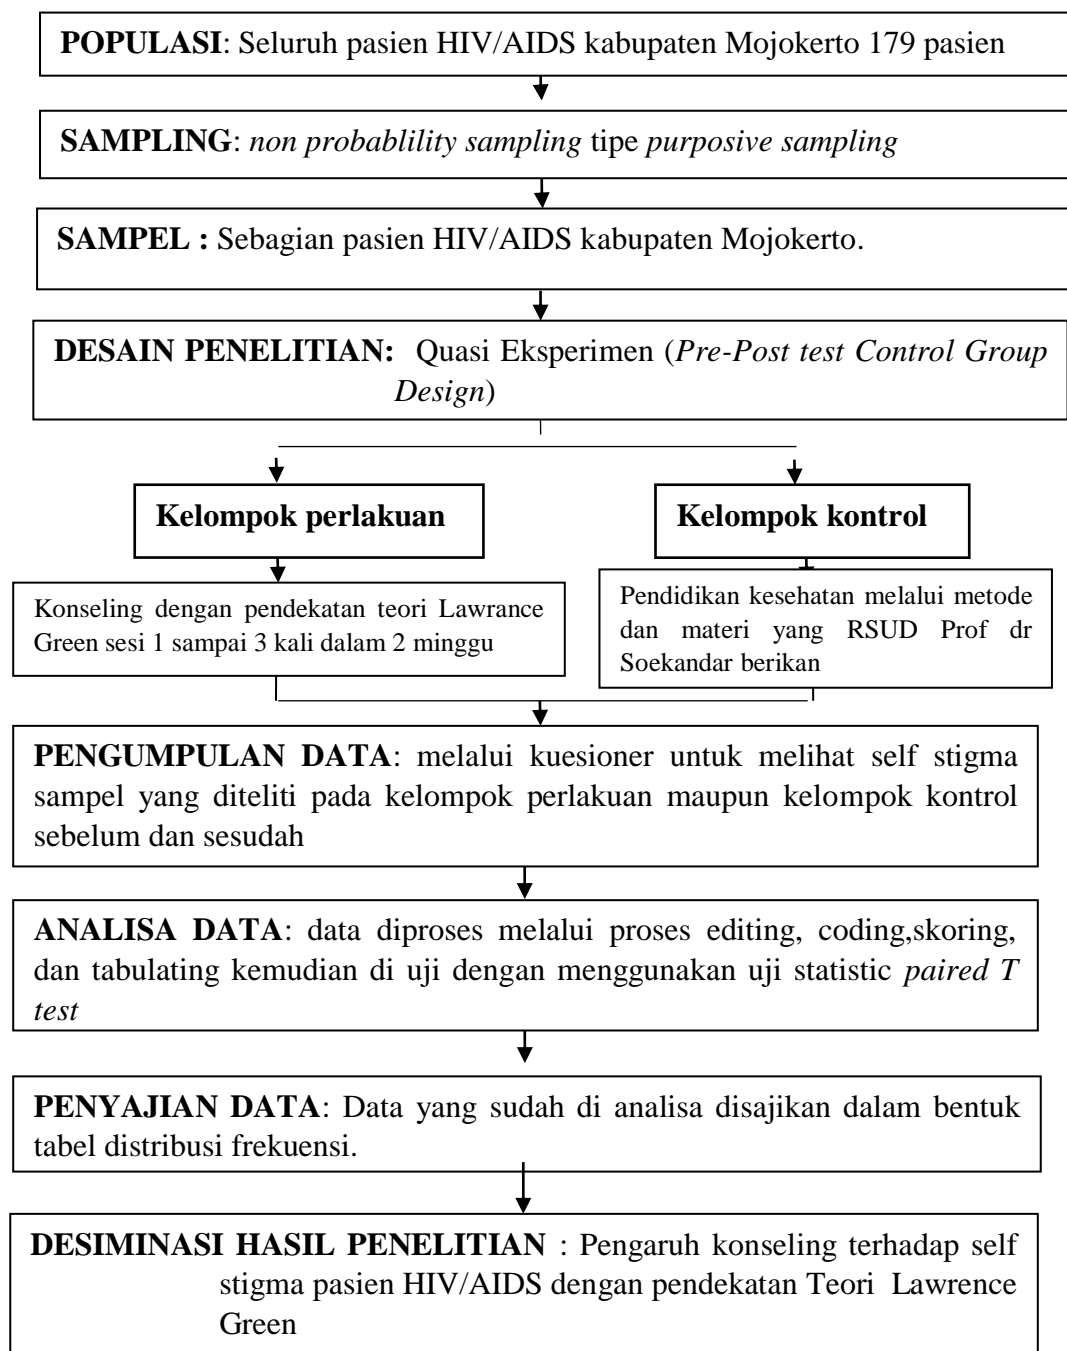 POPULASI: Seluruh pasien HIV/AIDS kabupaten Mojokerto 179 pasien
SAMPLING: non probablility sampling tipe purposive sampling
SAMPEL : Sebagian pasien HIV/AIDS kabupaten Mojokerto.
DESAIN PENELITIAN: Quasi Eksperimen (Pre-Post test Control Group
Design)
Kelompok perlakuan
Kelompok kontrol
Konseling dengan pendekatan teori Lawrance
Green sesi 1 sampai 3 kali dalam 2 minggu
Pendidikan kesehatan melalui metode
dan materi yang RSUD Prof dr
Soekandar berikan
PENGUMPULAN DATA: melalui kuesioner untuk melihat self stigma
sampel yang diteliti pada kelompok perlakuan maupun kelompok kontrol
sebelum dan sesudah
ANALISA DATA: data diproses melalui proses editing, coding,skoring,
dan tabulating kemudian di uji dengan menggunakan uji statistic paired T
test
PENYAJIAN DATA: Data yang sudah di analisa disajikan dalam bentuk
tabel distribusi frekuensi.
DESIMINASI HASIL PENELITIAN : Pengaruh konseling terhadap self
stigma pasien HIV/AIDS dengan pendekatan Teori Lawrence
Green